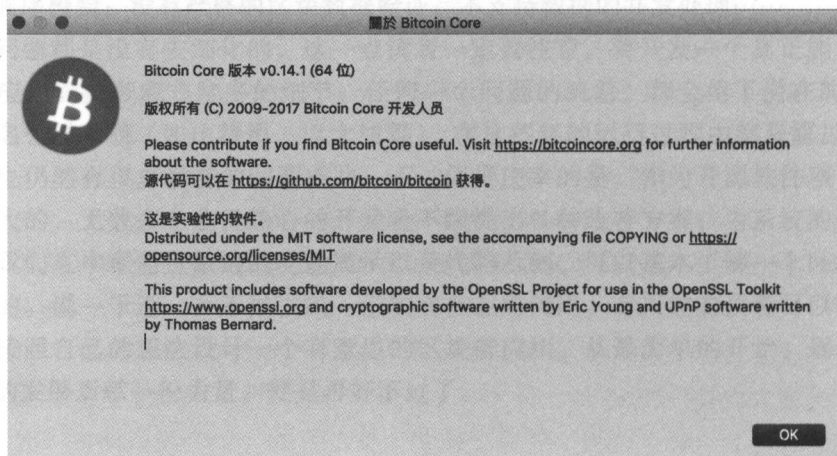 關於 Bitcoin Core
Bitcoin Core 版本 v0.14.1 (64 位)
版权所有 (C) 2009-2017 Bitcoin Core 开发人员
Please contribute if you find Bitcoin Core useful. Visit https://bitcoincore.org for further information
about the software.
源代码可以在 https://github.com/bitcoin/bitcoin 获得。
这是实验性的软件。
Distributed under the MIT software license, see the accompanying file COPYING or https://
opensource.org/licenses/MIT
This product includes software developed by the OpenSSL Project for use in the OpenSSL Toolkit
https://www.openssl.org and cryptographic software written by Eric Young and UPnP software written
by Thomas Bernard.
OK